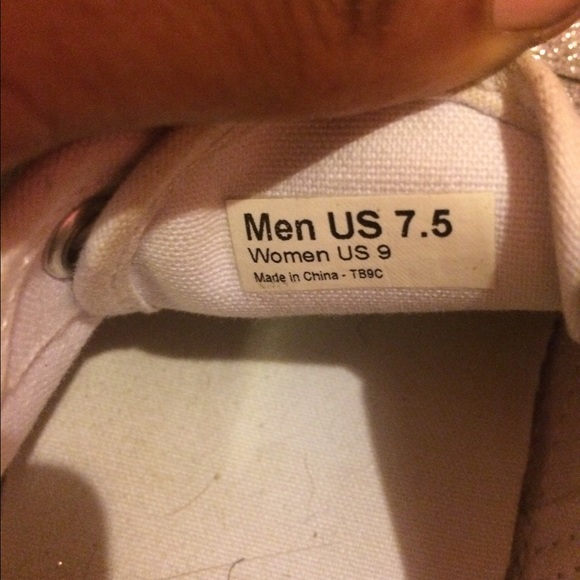 Men US 7.5
Women US 9
Made in China - TB9C